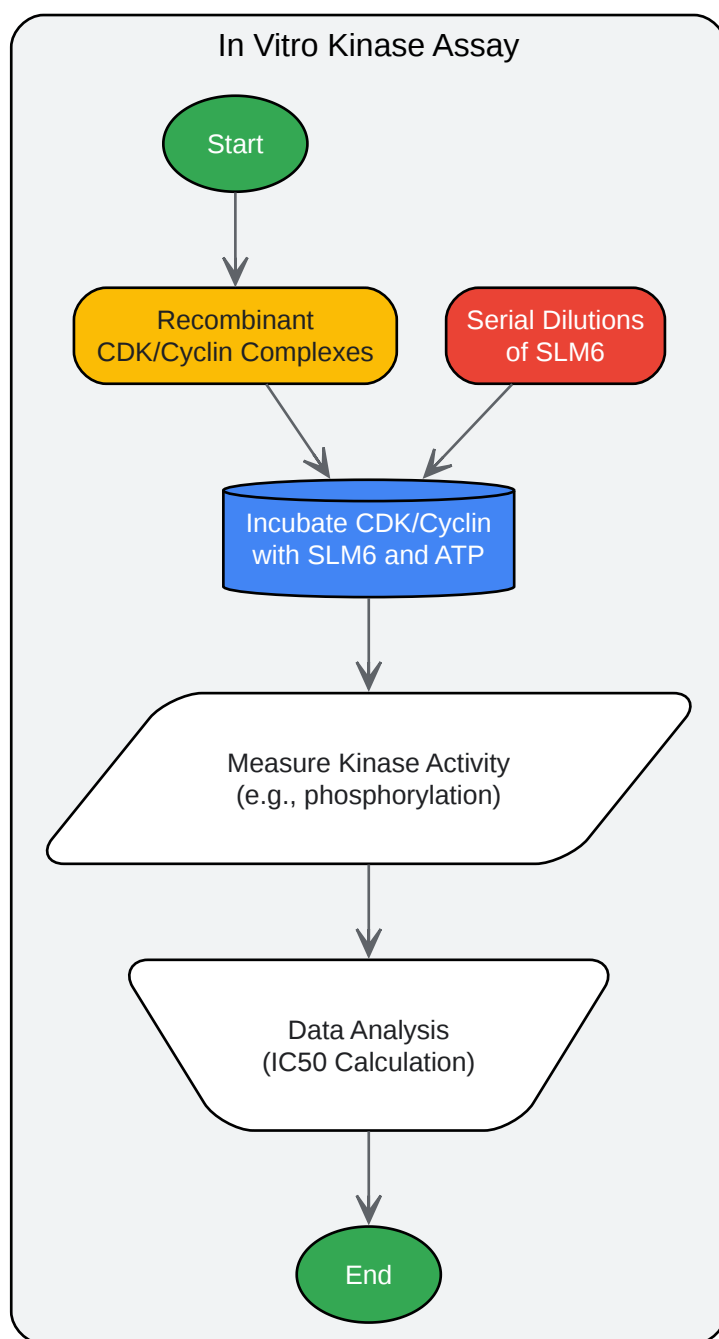 In Vitro Kinase Assay
Start
Recombinant
CDK/Cyclin Complexes
Serial Dilutions
of SLM6
Incubate CDK/Cyclin
with SLM6 and ATP
Measure Kinase Activity
(e.g., phosphorylation)
Data Analysis
(IC50 Calculation)
End